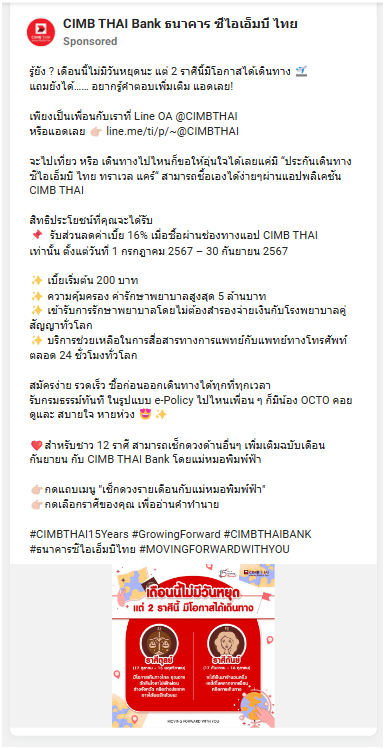 CIMB THAI Bank ธนาคาร ซีไอเอ็มบี ไทย
Sponsored
รู้ยัง ? เดือนนี้ไม่มีวันหยุดนะ แต่ 2 ราศีนี้มีโอกาสได้เดินทาง 🛫
แถมยังได้...... อยากรู้คำตอบเพิ่มเติม แอดเลย!
เพียงเป็นเพื่อนกับเราที่ Line OA @CIMBTHAI
หรือแอดเลย 👉🏻 line.me/ti/p/~@CIMBTHAI
จะไปเที่ยว หรือ เดินทางไปไหนก็ขอให้อุ่นใจได้เลยแค่มี “ประกันเดินทาง
ซีไอเอ็มบี ไทย ทราเวล แคร์” สามารถซื้อเองได้ง่ายๆผ่านแอปพลิเคชัน
CIMB THAI
สิทธิประโยชน์ที่คุณจะได้รับ
📌 รับส่วนลดค่าเบี้ย 16% เมื่อซื้อผ่านช่องทางแอป CIMB THAI
เท่านั้น ตั้งแต่วันที่ 1 กรกฎาคม 2567 – 30 กันยายน 2567
✨ เบี้ยเริ่มต้น 200 บาท
✨ ความคุ้มครอง ค่ารักษาพยาบาลสูงสุด 5 ล้านบาท
✨ เข้ารับการรักษาพยาบาลโดยไม่ต้องสำรองจ่ายเงินกับโรงพยาบาลคู่
สัญญาทั่วโลก
✨ บริการช่วยเหลือในการสื่อสารทางการแพทย์กับแพทย์ทางโทรศัพท์
ตลอด 24 ชั่วโมงทั่วโลก
สมัครง่าย รวดเร็ว ซื้อก่อนออกเดินทางได้ทุกที่ทุกเวลา
รับกรมธรรม์ทันที ในรูปแบบ e-Policy ไปไหนเพื่อน ๆ ก็มีน้อง OCTO คอย
ดูและ สบายใจ หายห่วง 🤩✨
❤️สำหรับชาว 12 ราศี สามารถเช็กดวงด้านอื่นๆ เพิ่มเติมฉบับเดือน
กันยายน กับ CIMB THAI Bank โดยแม่หมอพิมพ์ฟ้า
👉🏻กดแถบเมนู "เช็กดวงรายเดือนกับแม่หมอพิมพ์ฟ้า"
👉🏻กดเลือกราศีของคุณ เพื่ออ่านคำทำนาย
#CIMBTHAI15Years #GrowingForward #CIMBTHAIBANK
#ธนาคารซีไอเอ็มบีไทย #MOVINGFORWARDWITHYOU
เดือนนี้ไม่มีวันหยุด
แต่ 2 ราศีนี้ มีโอกาสได้เดินทาง
ราศีตุลย์
ราศีกันย์
MOVING FORWARD WITH YOU